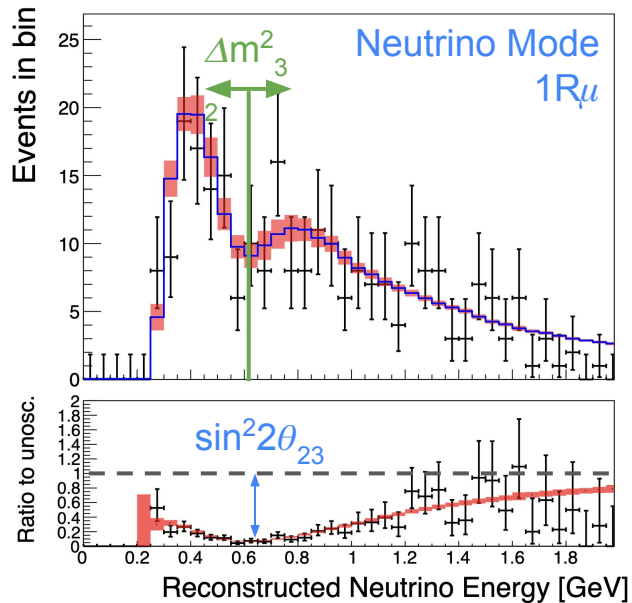 Neutrino Mode
1Rμ
Δm²₃
₂
Events in bin
25
20
15
10
5
0
sin²2θ₂₃
Ratio to unosc.
2
1.8
1.6
1.4
1.2
1
0.8
0.6
0.4
0.2
0
0 0.2 0.4 0.6 0.8 1 1.2 1.4 1.6 1.8
Reconstructed Neutrino Energy [GeV]